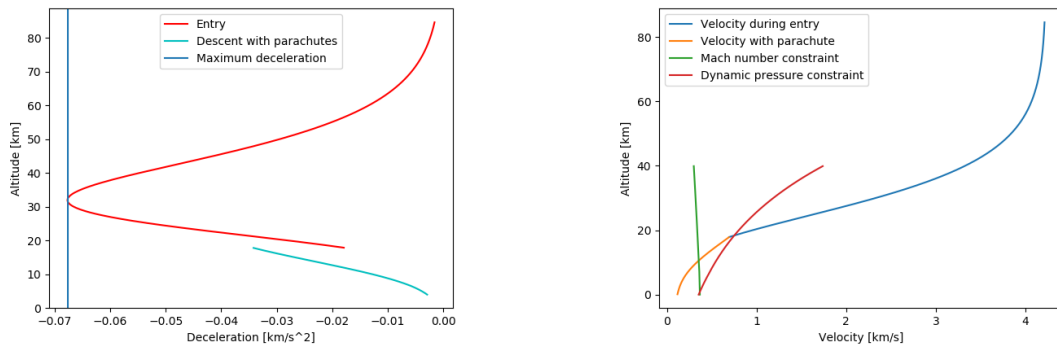 Entry
Descent with parachutes
Maximum deceleration
Altitude [km]
80
70
60
50
40
30
20
10
0
−0.07
−0.06
−0.05
−0.04
−0.03
−0.02
−0.01
0.00
Deceleration [km/s^2]
Velocity during entry
Velocity with parachute
Mach number constraint
Dynamic pressure constraint
Altitude [km]
80
60
40
20
0
0
1
2
3
4
Velocity [km/s]